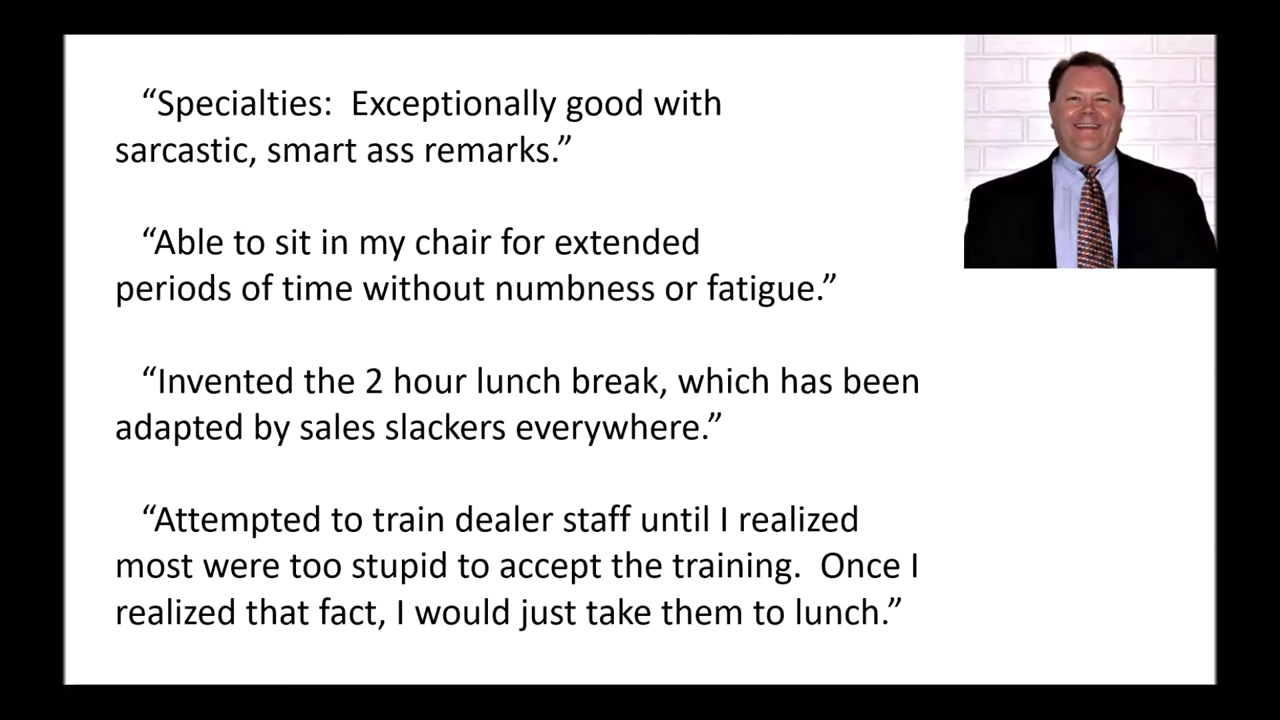 “Specialties:  Exceptionally good with
sarcastic, smart ass remarks.”
“Able to sit in my chair for extended
periods of time without numbness or fatigue.”
“Invented the 2 hour lunch break, which has been
adapted by sales slackers everywhere.”
“Attempted to train dealer staff until I realized
most were too stupid to accept the training.  Once I
realized that fact, I would just take them to lunch.”